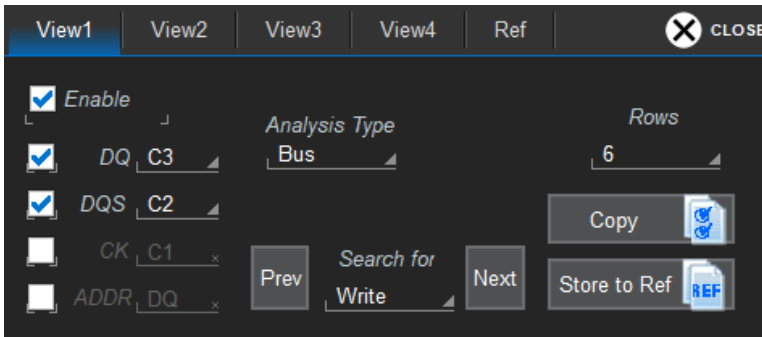 View1 View2 View3 View4 Ref CLOSE
Enable
Analysis Type Rows
DQ C3 Bus 6
DQS C2 Copy
CK C1 Prev Search for Next Store to Ref REF
ADDR DQ Write